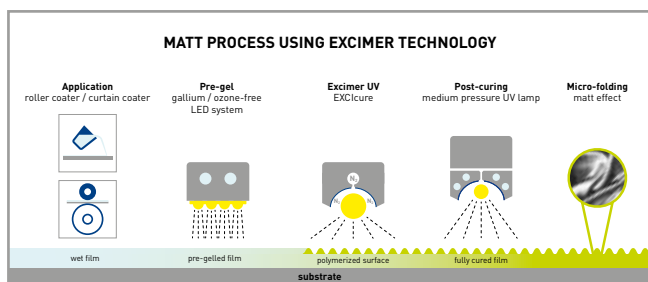 MATT PROCESS USING EXCIMER TECHNOLOGY
Application
roller coater / curtain coater
Pre-gel
gallium / ozone-free
LED system
Excimer UV
EXCIcure
Post-curing
medium pressure UV lamp
Micro-folding
matt effect
N₂
N₂
N₂
wet film
pre-gelled film
polymerized surface
fully cured film
substrate